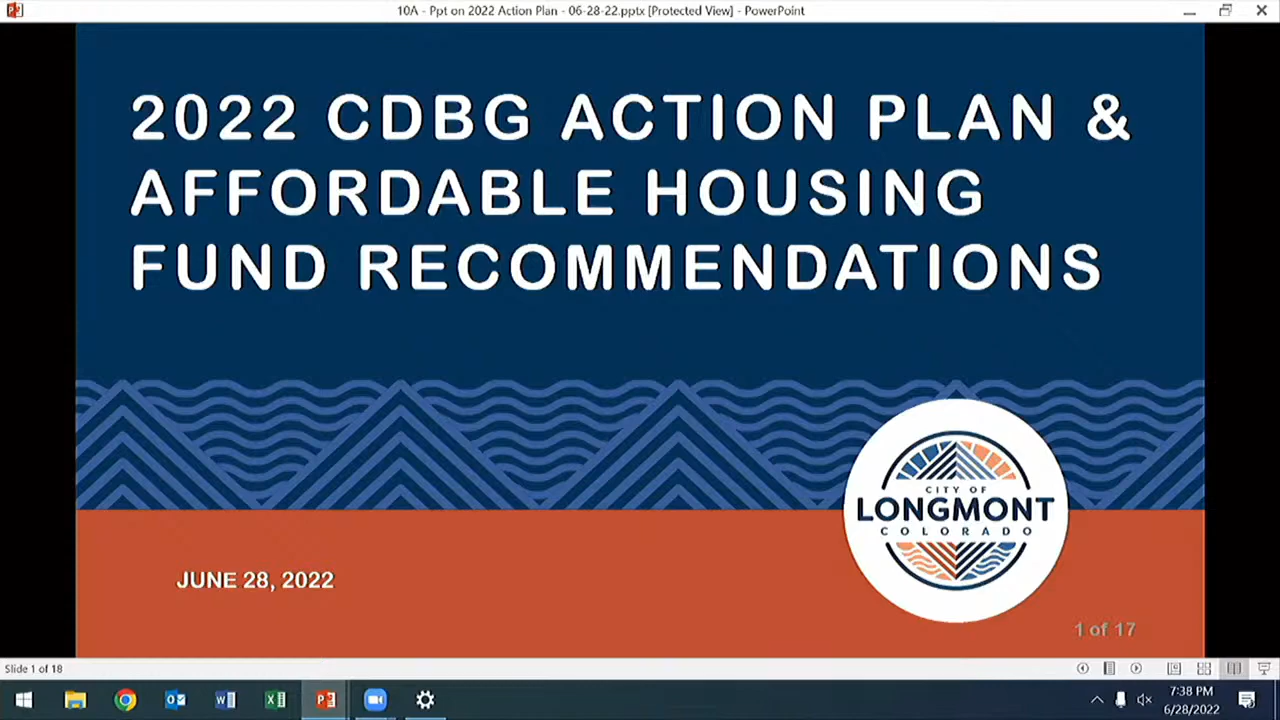 10A - Ppt on 2022 Action Plan - 06-28-22.pptx [Protected View] - PowerPoint
2022 CDBG ACTION PLAN &
AFFORDABLE HOUSING
FUND RECOMMENDATIONS
CITY OF
LONGMONT
COLORADO
JUNE 28, 2022
1 of 17
Slide 1 of 18
7:38 PM
6/28/2022